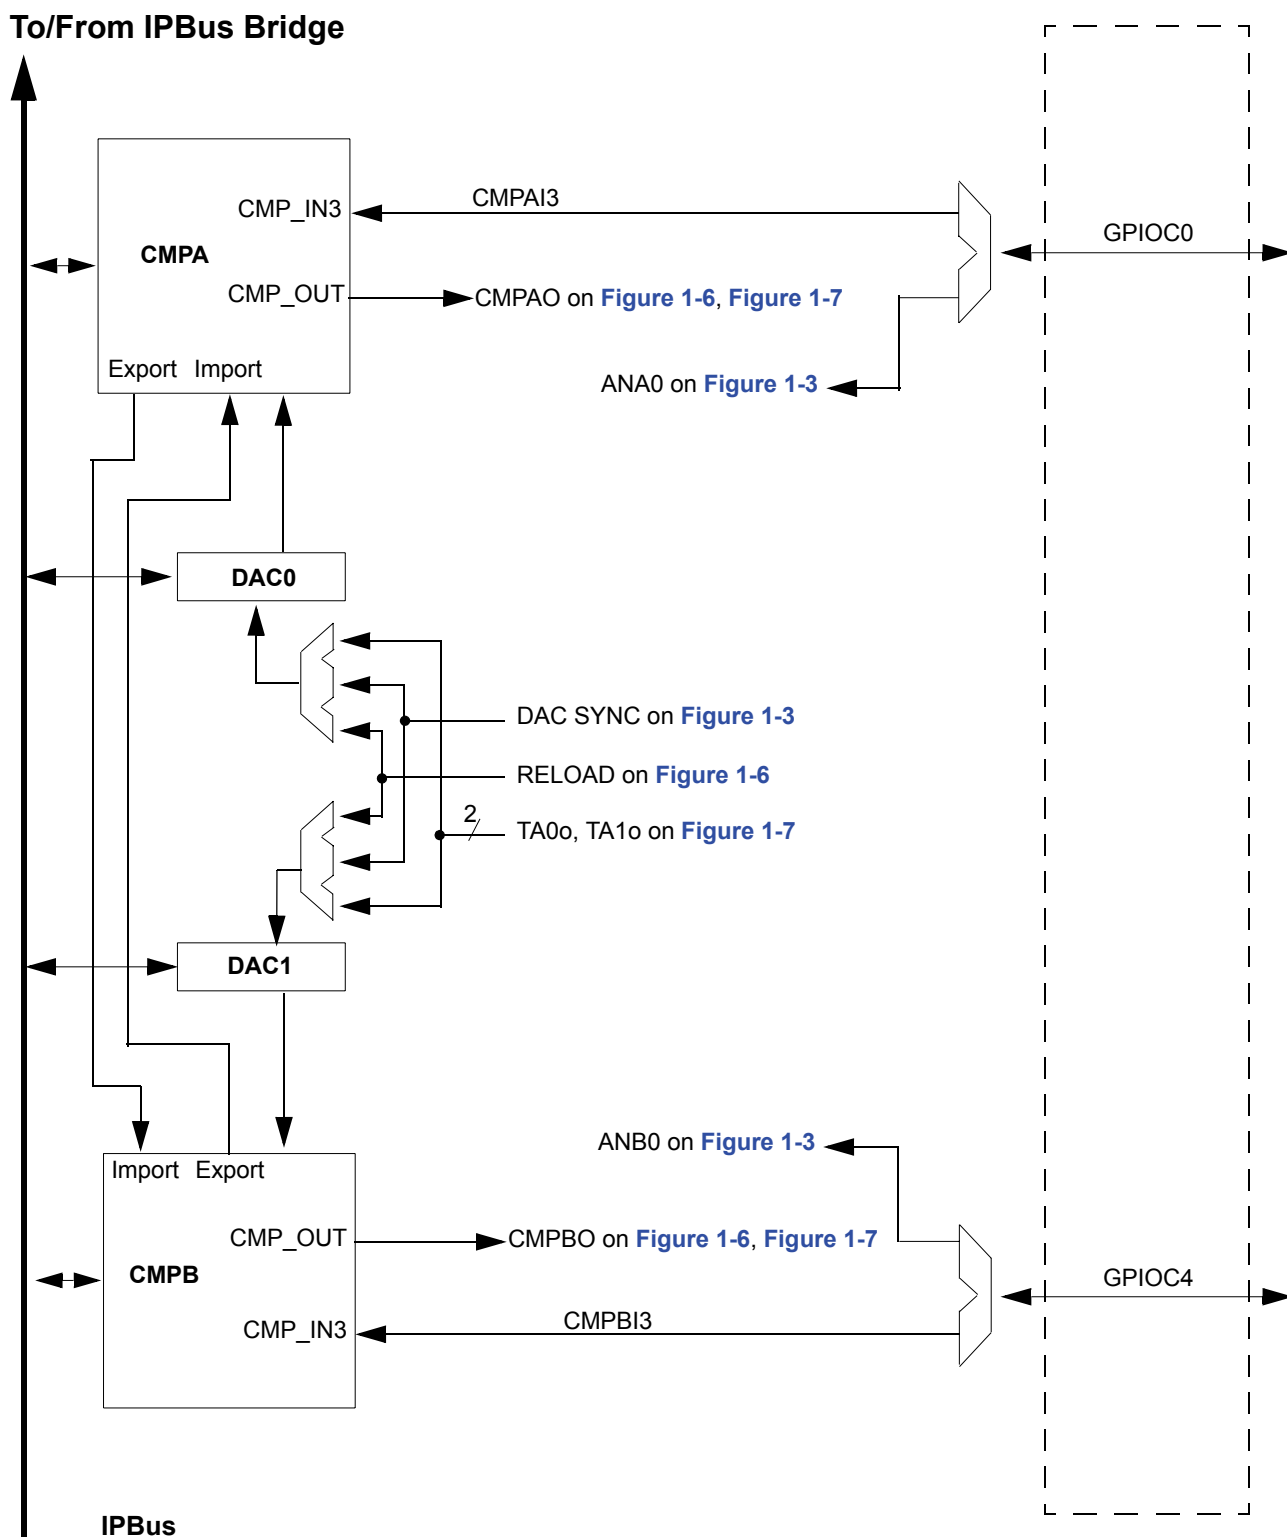 To/From IPBus Bridge
CMPAI3
CMP_IN3
GPIOC0
CMPA
CMP_OUT
CMPAO on Figure 1-6, Figure 1-7
Export Import
ANA0 on Figure 1-3
DAC0
DAC SYNC on Figure 1-3
RELOAD on Figure 1-6
2
TA0o, TA1o on Figure 1-7
DAC1
ANB0 on Figure 1-3
Import Export
CMP_OUT
CMPBO on Figure 1-6, Figure 1-7
CMPB
GPIOC4
CMPBI3
CMP_IN3
IPBus